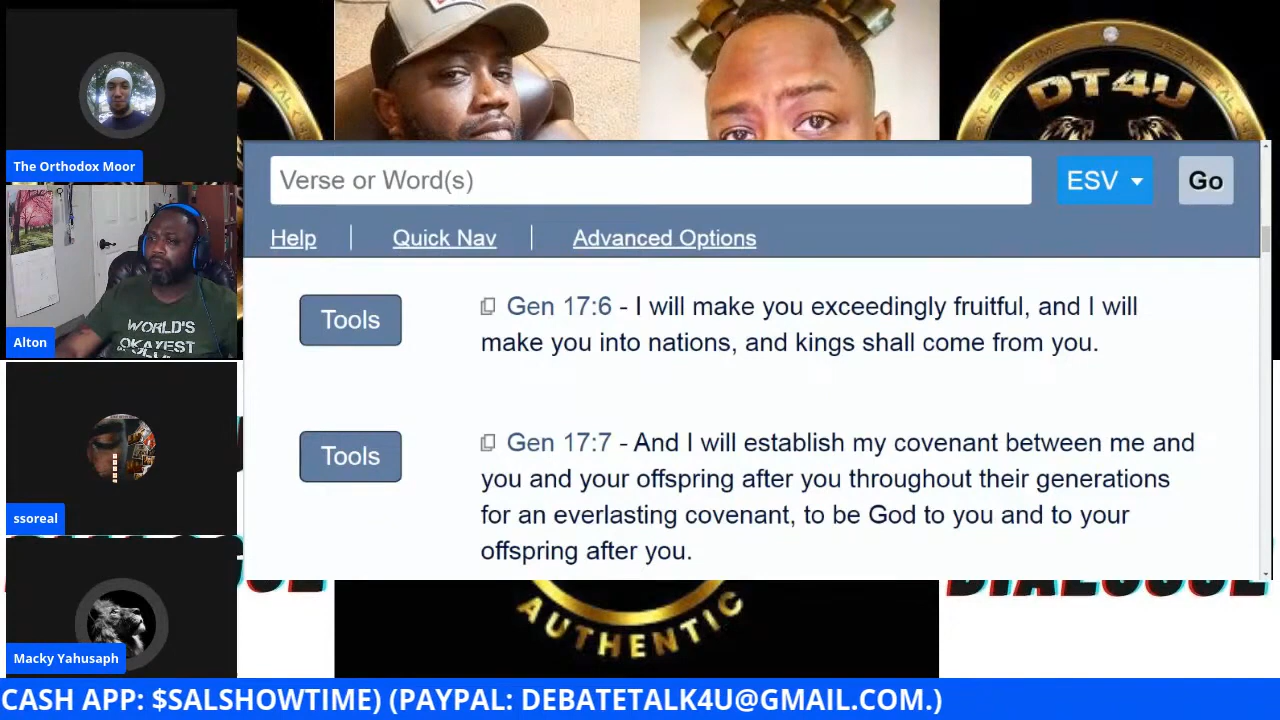 DT4U
DEBATETALK4U
The Orthodox Moor
Verse or Word(s)
ESV
Go
Help
Quick Nav
Advanced Options
WORLD'S
OKAYEST
Alton
Tools
Gen 17:6 - I will make you exceedingly fruitful, and I will
make you into nations, and kings shall come from you.
Tools
Gen 17:7 - And I will establish my covenant between me and
you and your offspring after you throughout their generations
for an everlasting covenant, to be God to you and to your
offspring after you.
ssoreal
AUTHENTIC
Macky Yahusaph
CASH APP: $SALSHOWTIME) (PAYPAL: DEBATETALK4U@GMAIL.COM.)